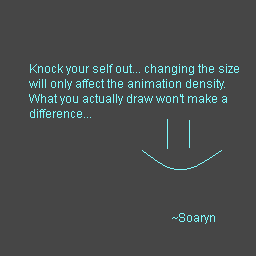 Knock your self out... changing the size
will only affect the animation density.
What you actually draw won't make a
difference...
~Soaryn